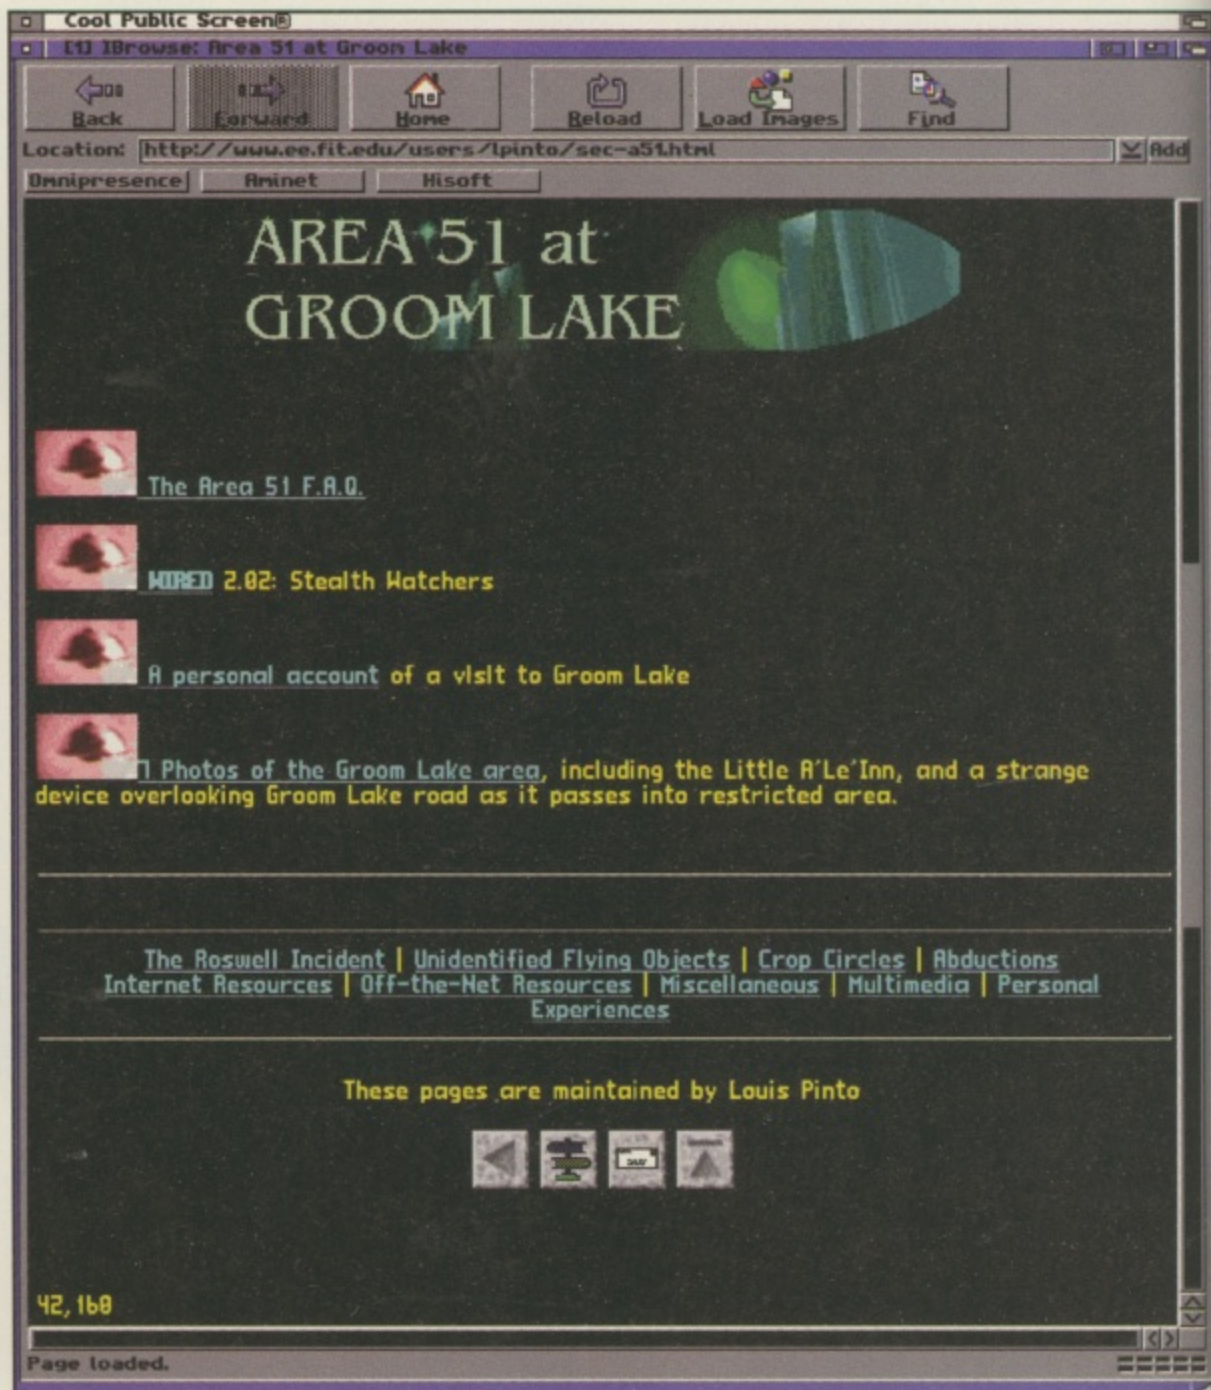 Cool Public Screen®
[1] IBrowse: Area 51 at Groom Lake
Back
Forward
Home
Reload
Load Images
Find
Location: http://www.ee.fit.edu/users/lpinto/sec-a51.html
Add
Omnipresence
Aminet
Hisoft
AREA 51 at
GROOM LAKE
The Area 51 F.A.Q.
WIRED 2.02: Stealth Watchers
A personal account of a visit to Groom Lake
Photos of the Groom Lake area, including the Little A'Le'Inn, and a strange
device overlooking Groom Lake road as it passes into restricted area.
The Roswell Incident | Unidentified Flying Objects | Crop Circles | Abductions
Internet Resources | Off-the-Net Resources | Miscellaneous | Multimedia | Personal
Experiences
These pages are maintained by Louis Pinto
42,160
Page loaded.